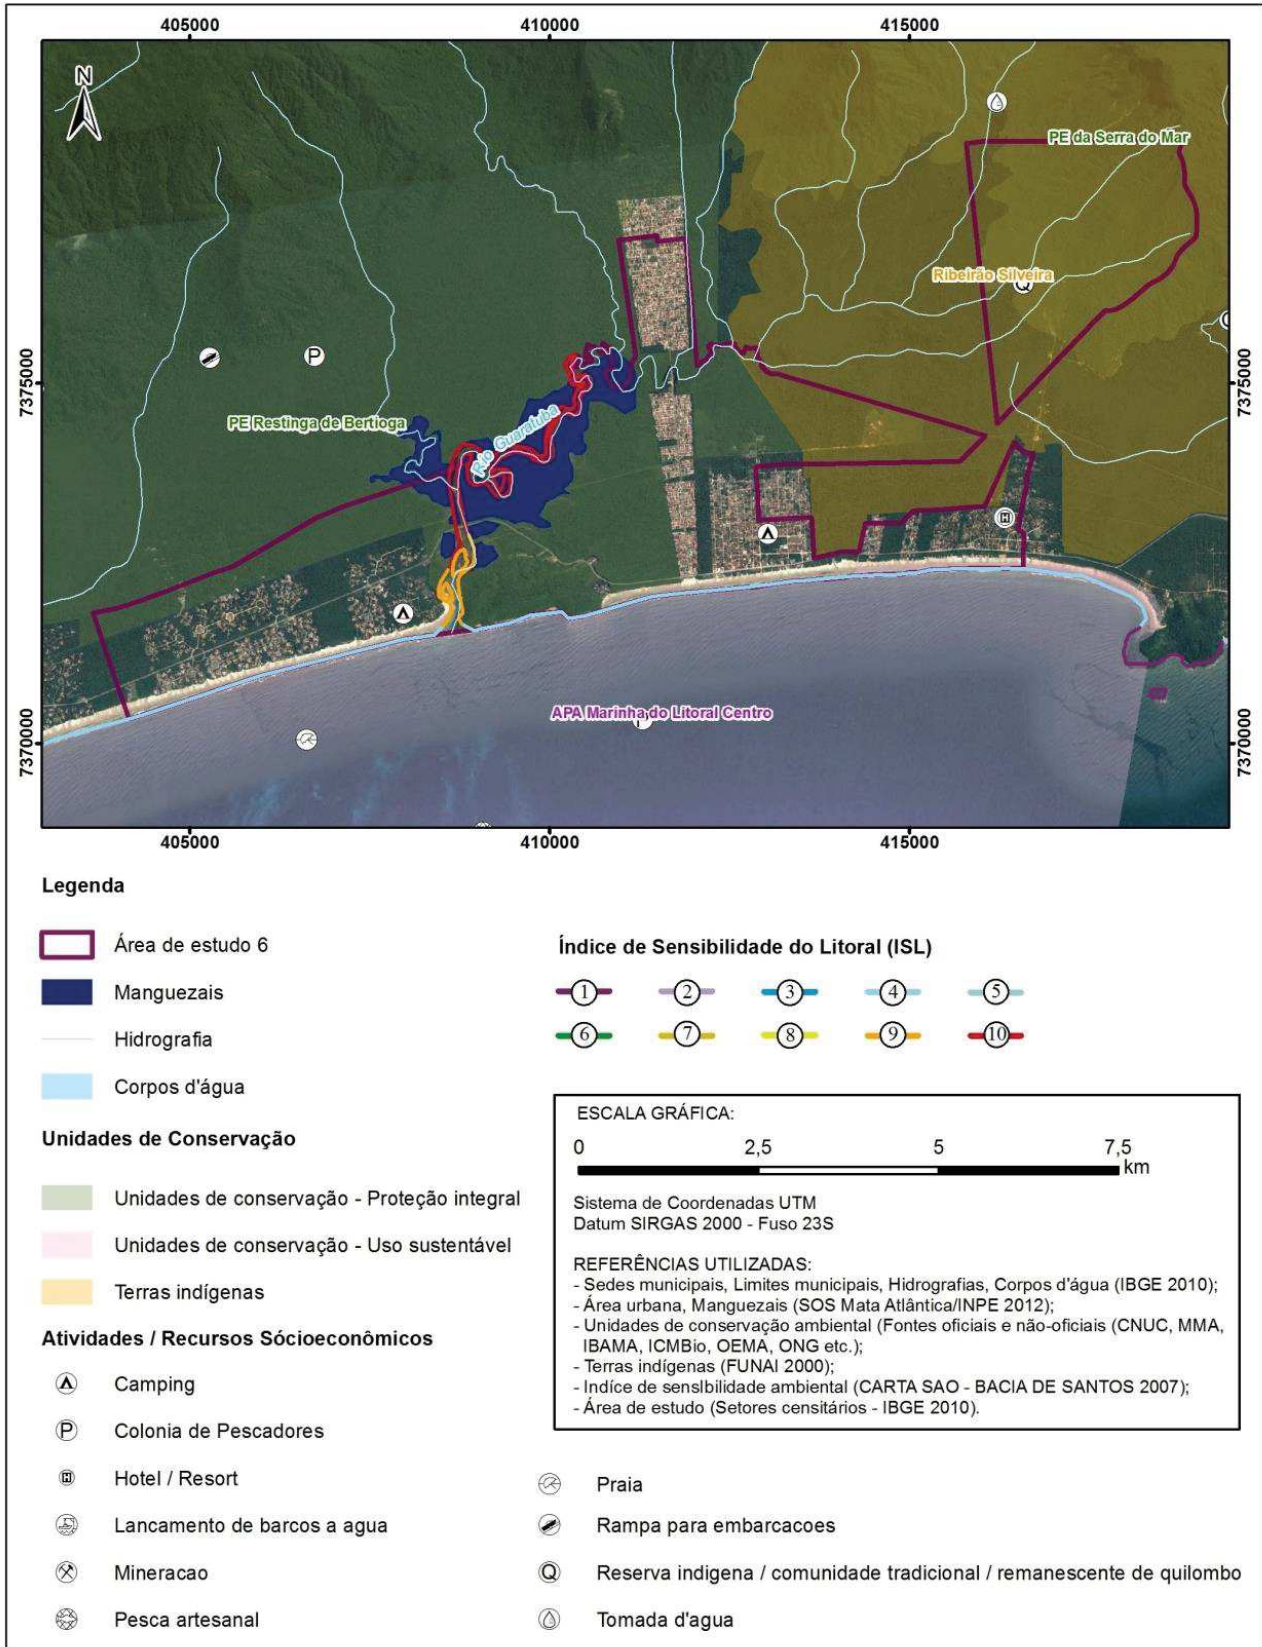 405000 410000 415000
N
PE da Serra do Mar
Ribeirão Silveira
Q
7375000 7375000
P
PE Restinga de Bertioga
Rio Guaratuba
H
APA Marinha do Litoral Centro
7370000 7370000
405000 410000 415000
Legenda
Área de estudo 6
Manguezais
Hidrografia
Corpos d'água
Unidades de Conservação
Unidades de conservação - Proteção integral
Unidades de conservação - Uso sustentável
Terras indígenas
Atividades / Recursos Sócioeconômicos
Camping
P Colonia de Pescadores
H Hotel / Resort
Lancamento de barcos a agua
Mineracao
Pesca artesanal
Índice de Sensibilidade do Litoral (ISL)
1 2 3 4 5
6 7 8 9 10
ESCALA GRÁFICA:
0 2,5 5 7,5
km
Sistema de Coordenadas UTM
Datum SIRGAS 2000 - Fuso 23S
REFERÊNCIAS UTILIZADAS:
- Sedes municipais, Limites municipais, Hidrografias, Corpos d'água (IBGE 2010);
- Área urbana, Manguezais (SOS Mata Atlântica/INPE 2012);
- Unidades de conservação ambiental (Fontes oficiais e não-oficiais (CNUC, MMA,
IBAMA, ICMBio, OEMA, ONG etc.);
- Terras indígenas (FUNAI 2000);
- Indíce de sensIbilidade ambiental (CARTA SAO - BACIA DE SANTOS 2007);
- Área de estudo (Setores censitários - IBGE 2010).
Praia
Rampa para embarcacoes
Q Reserva indigena / comunidade tradicional / remanescente de quilombo
Tomada d'agua